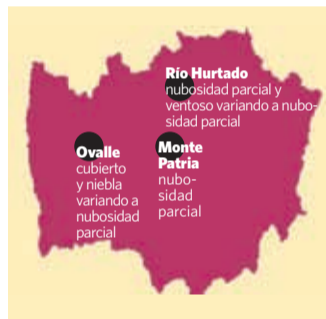 Río Hurtado
nubosidad parcial y
ventoso variando a nubo-
sidad parcial
Ovalle
cubierto
y niebla
variando a
nubosidad
parcial
Monte
Patria
nubo-
sidad
parcial